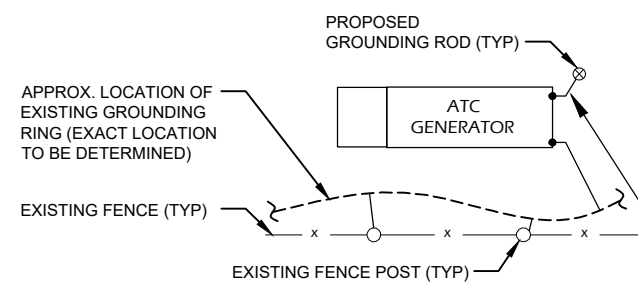 PROPOSED
GROUNDING ROD (TYP)
APPROX. LOCATION OF
EXISTING GROUNDING
RING (EXACT LOCATION
TO BE DETERMINED)
ATC
GENERATOR
EXISTING FENCE (TYP)
x x x
EXISTING FENCE POST (TYP)